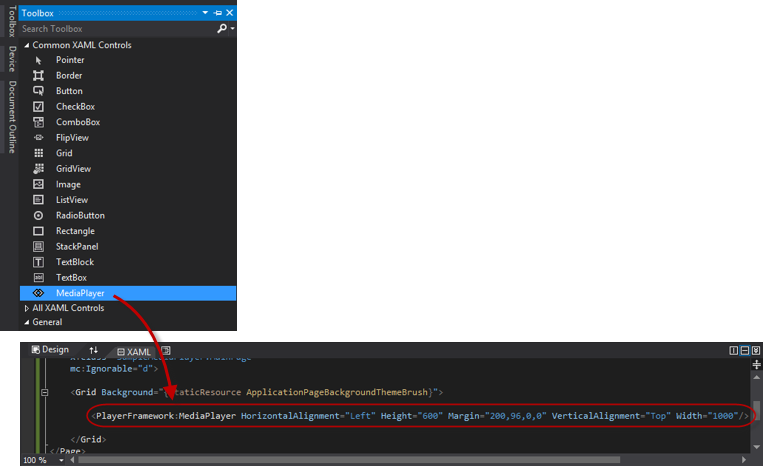 Toolbox
Device
Document Outline
Toolbox
Search Toolbox
Common XAML Controls
Pointer
Border
Button
CheckBox
ComboBox
FlipView
Grid
GridView
Image
ListView
RadioButton
Rectangle
StackPanel
TextBlock
TextBox
MediaPlayer
All XAML Controls
General
Design
XAML
mc:Ignorable="d">
<Grid Background="{StaticResource ApplicationPageBackgroundThemeBrush}">
<PlayerFramework:MediaPlayer HorizontalAlignment="Left" Height="600" Margin="200,96,0,0" VerticalAlignment="Top" Width="1000"/>
</Grid>
</Page>
100 %